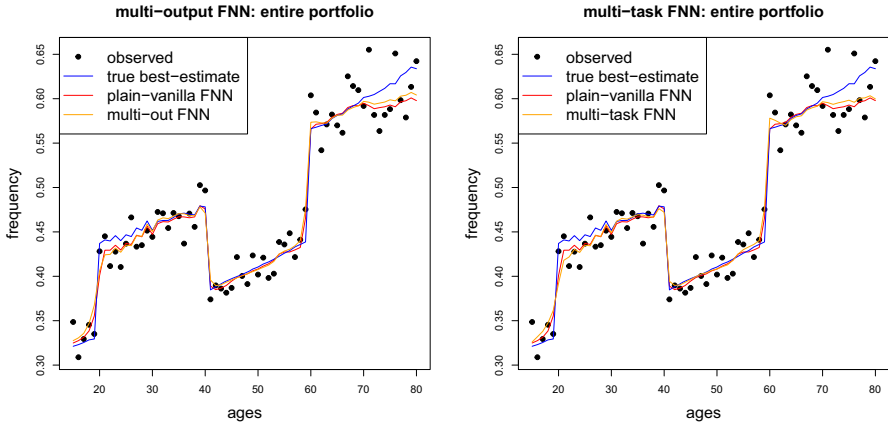 multi−output FNN: entire portfolio
observed
true best−estimate
plain−vanilla FNN
multi−out FNN
frequency
0.30 0.35 0.40 0.45 0.50 0.55 0.60 0.65
20 30 40 50 60 70 80
ages
multi−task FNN: entire portfolio
observed
true best−estimate
plain−vanilla FNN
multi−task FNN
frequency
0.30 0.35 0.40 0.45 0.50 0.55 0.60 0.65
20 30 40 50 60 70 80
ages